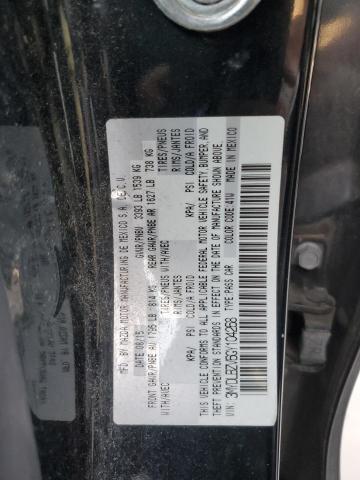 MFD BY MAZDA MOTOR MANUFACTURING DE MEXICO S.A. DE C.V.
DATE: 08/15 GVWR/PNBV 3393 LB 1539 KG
FRONT GAWR/PNBE AV 1795 LB 814 KG REAR GAWR/PNBE AR 1627 LB 738 KG
WITH/AVEC TIRES/PNEUS WITH/AVEC TIRES/PNEUS
RIMS/JANTES RIMS/JANTES
KPA/ PSI COLD/A FROID KPA/ PSI COLD/A FROID
THIS VEHICLE CONFORMS TO ALL APPLICABLE FEDERAL MOTOR VEHICLE SAFETY, BUMPER, AND
THEFT PREVENTION STANDARDS IN EFFECT ON THE DATE OF MANUFACTURE SHOWN ABOVE.
VIN: TYPE: PASS CAR COLOR CODE: 41W MADE IN MEXICO